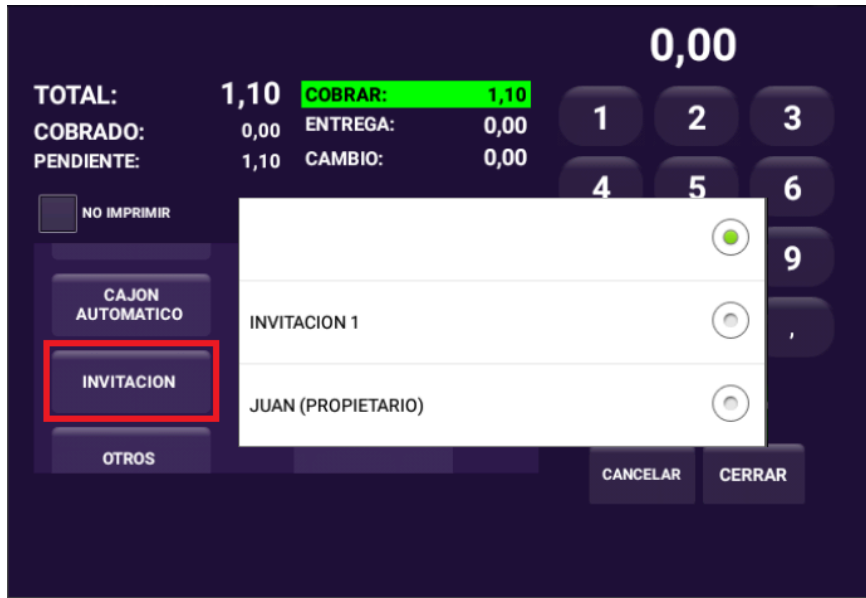 0,00
TOTAL: 1,10 COBRAR: 1,10
COBRADO: 0,00 ENTREGA: 0,00
PENDIENTE: 1,10 CAMBIO: 0,00
1 2 3
4 5 6
NO IMPRIMIR
9
CAJON
AUTOMATICO
INVITACION 1
,
INVITACION
JUAN (PROPIETARIO)
OTROS
CANCELAR CERRAR